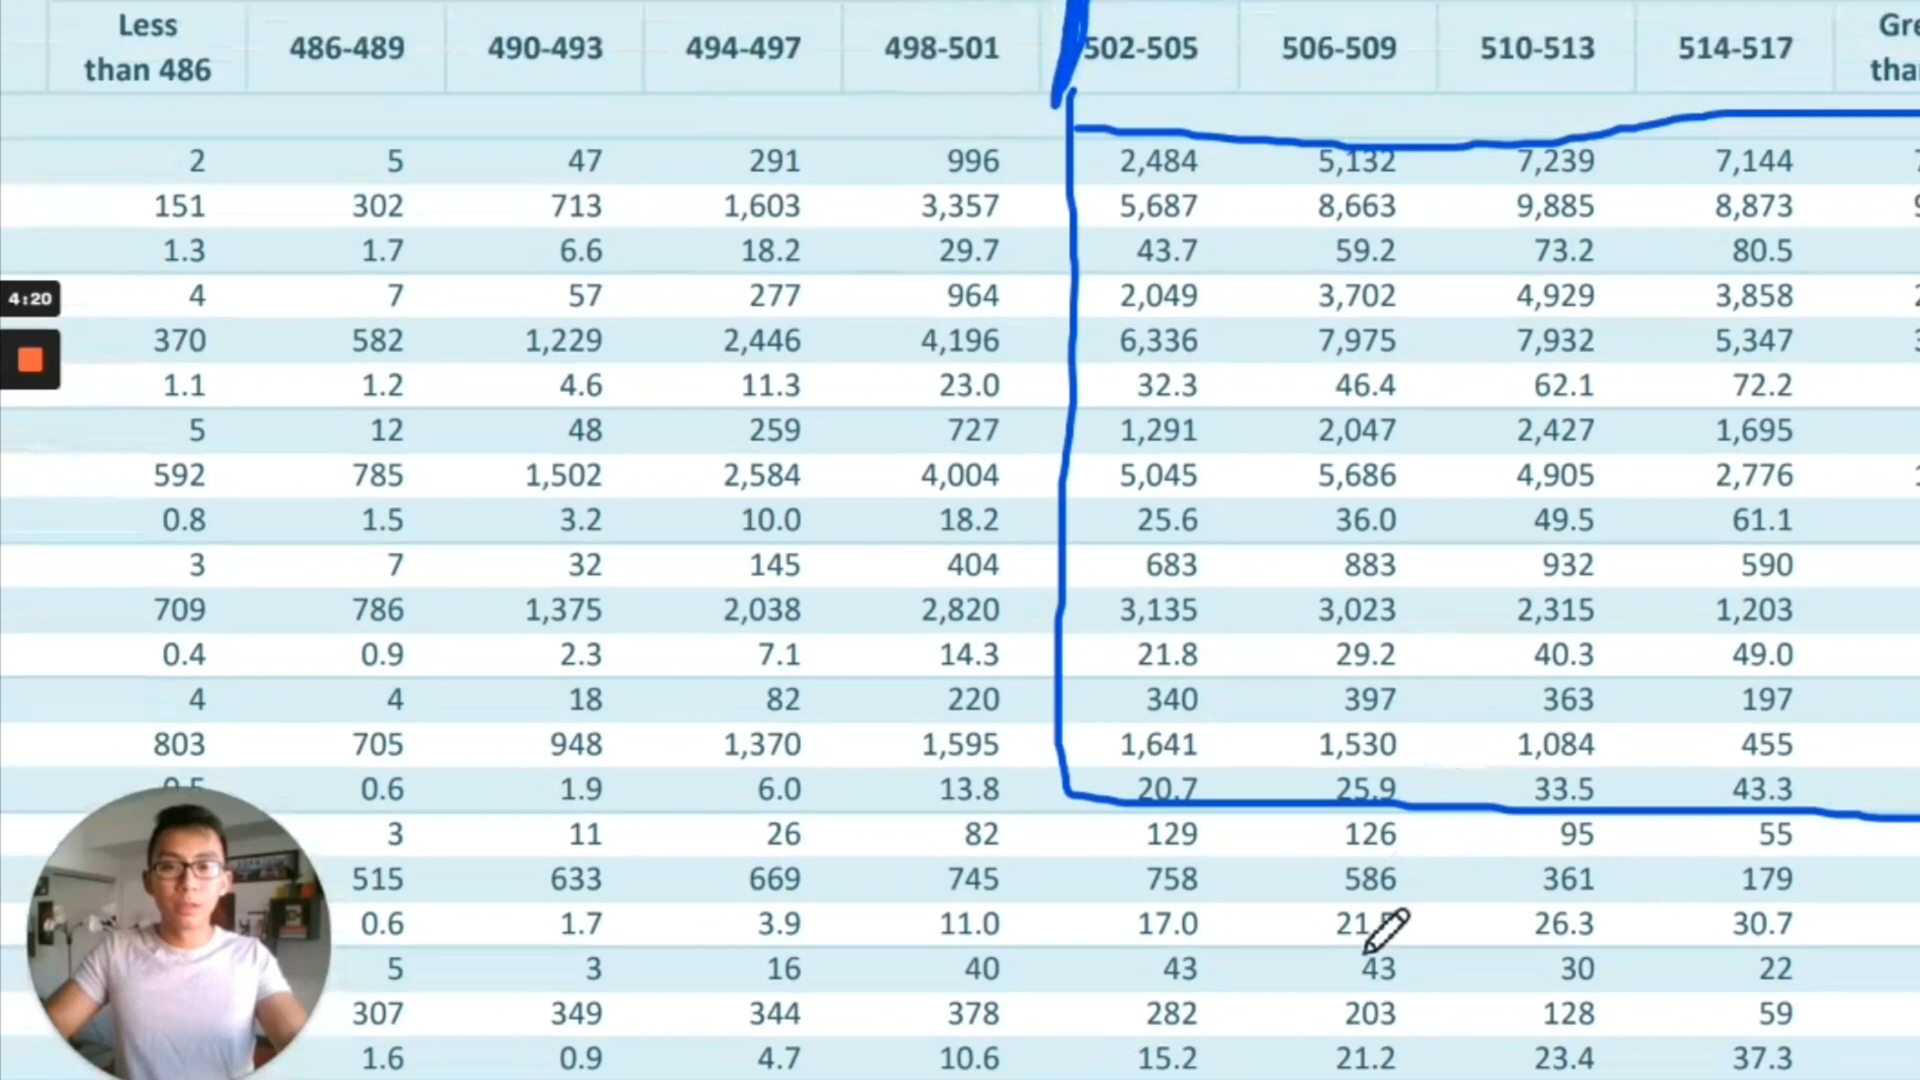 Less than 486 486-489 490-493 494-497 498-501 502-505 506-509 510-513 514-517
2 5 47 291 996 2,484 5,132 7,239 7,144
151 302 713 1,603 3,357 5,687 8,663 9,885 8,873
1.3 1.7 6.6 18.2 29.7 43.7 59.2 73.2 80.5
4:20 4 7 57 277 964 2,049 3,702 4,929 3,858
370 582 1,229 2,446 4,196 6,336 7,975 7,932 5,347
1.1 1.2 4.6 11.3 23.0 32.3 46.4 62.1 72.2
5 12 48 259 727 1,291 2,047 2,427 1,695
592 785 1,502 2,584 4,004 5,045 5,686 4,905 2,776
0.8 1.5 3.2 10.0 18.2 25.6 36.0 49.5 61.1
3 7 32 145 404 683 883 932 590
709 786 1,375 2,038 2,820 3,135 3,023 2,315 1,203
0.4 0.9 2.3 7.1 14.3 21.8 29.2 40.3 49.0
4 4 18 82 220 340 397 363 197
803 705 948 1,370 1,595 1,641 1,530 1,084 455
0.6 1.9 6.0 13.8 20.7 25.9 33.5 43.3
3 11 26 82 129 126 95 55
515 633 669 745 758 586 361 179
0.6 1.7 3.9 11.0 17.0 26.3 30.7
5 3 16 40 43 43 30 22
307 349 344 378 282 203 128 59
1.6 0.9 4.7 10.6 15.2 21.2 23.4 37.3